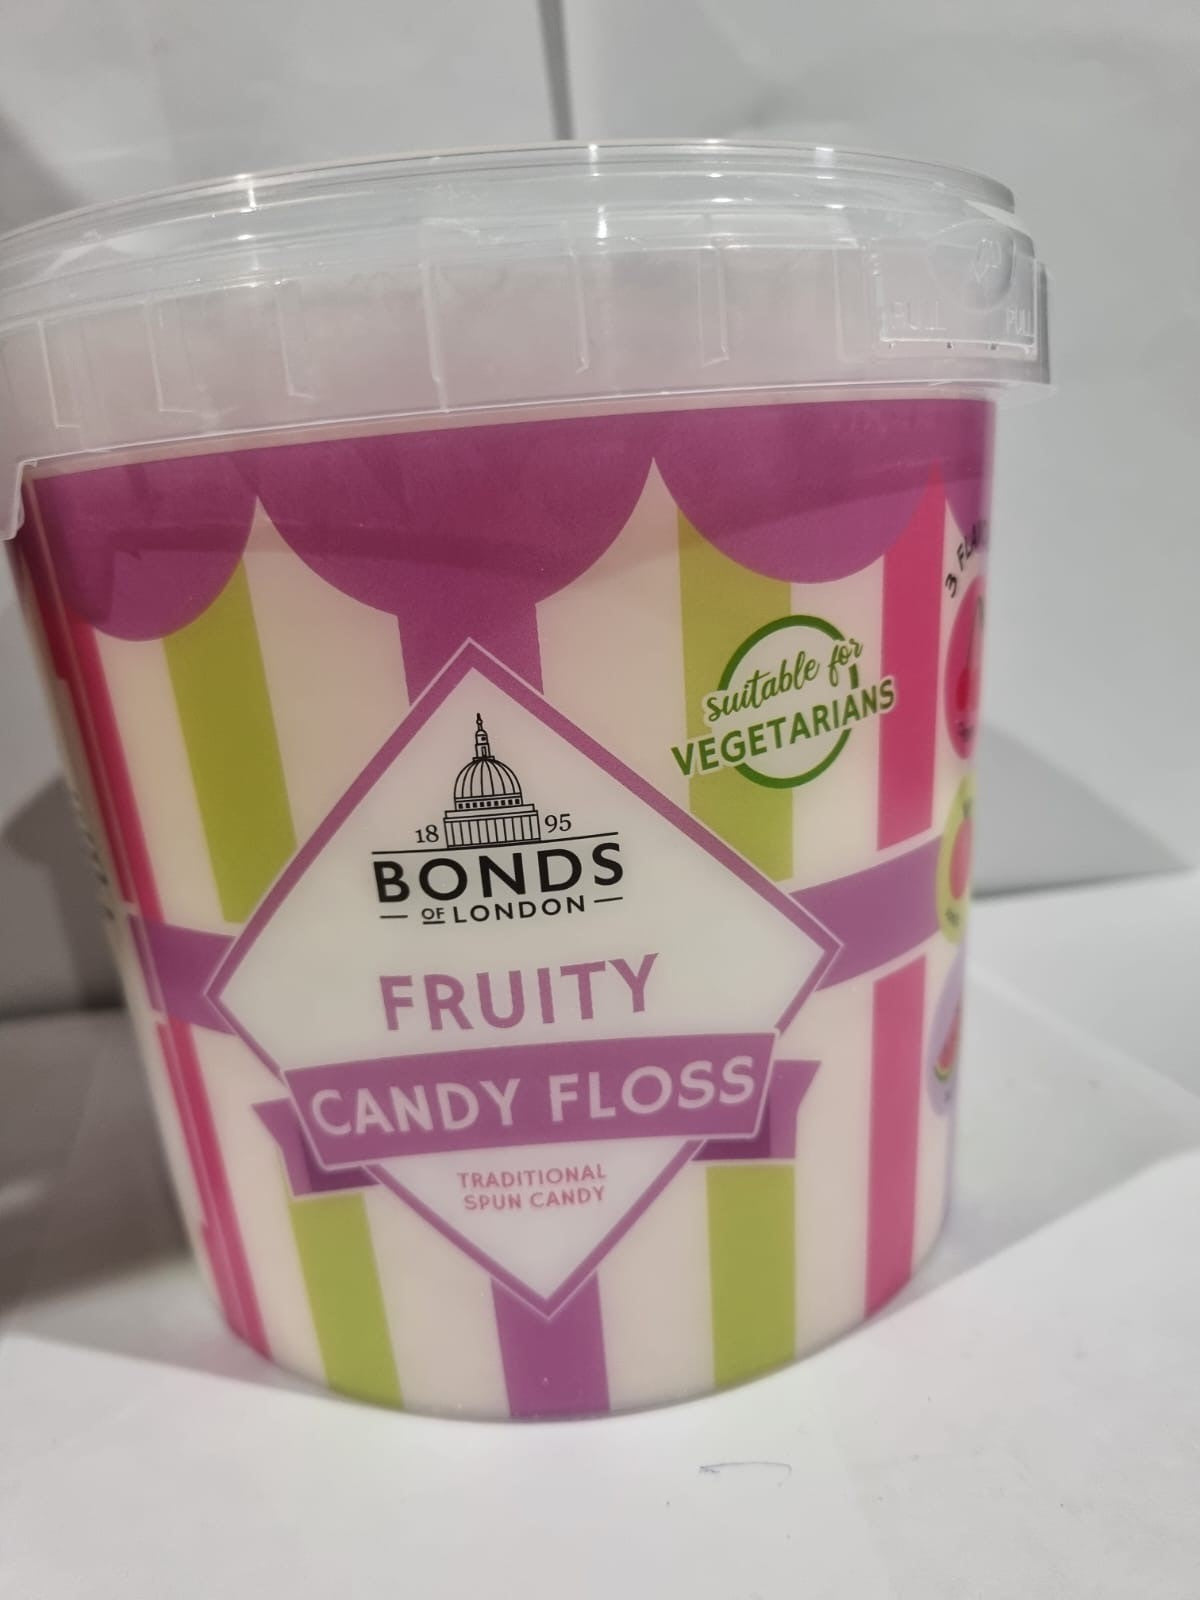 PULL PULL
3
suitable for
VEGETARIANS
18 95
BONDS
OF LONDON
FRUITY
CANDY FLOSS
TRADITIONAL
SPUN CANDY